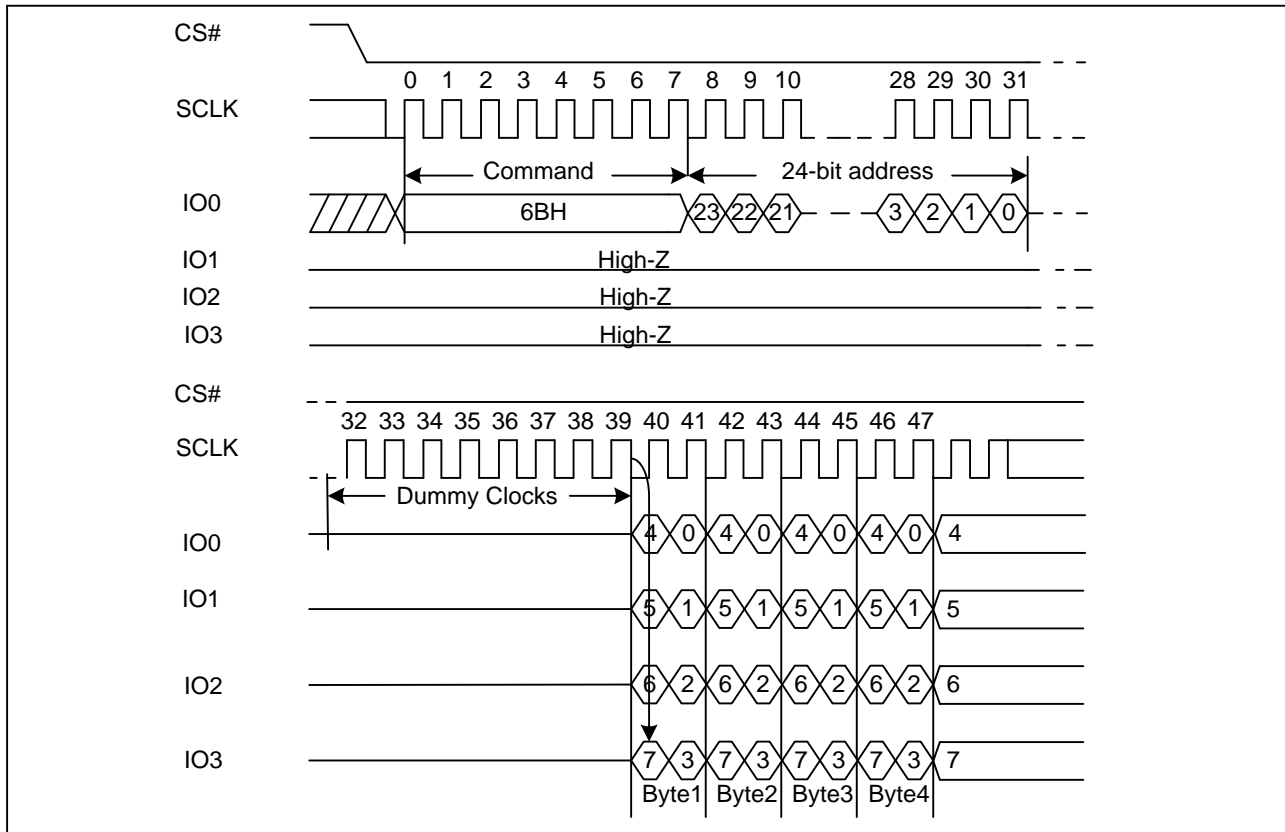 CS#
0 1 2 3 4 5 6 7 8 9 10 28 29 30 31
SCLK
Command 24-bit address
IO0 6BH 23 22 21 3 2 1 0
IO1 High-Z
IO2 High-Z
IO3 High-Z
CS#
32 33 34 35 36 37 38 39 40 41 42 43 44 45 46 47
SCLK
Dummy Clocks
IO0 4 0 4 0 4 0 4 0 4
IO1 5 1 5 1 5 1 5 1 5
IO2 6 2 6 2 6 2 6 2 6
IO3 7 3 7 3 7 3 7 3 7
Byte1 Byte2 Byte3 Byte4